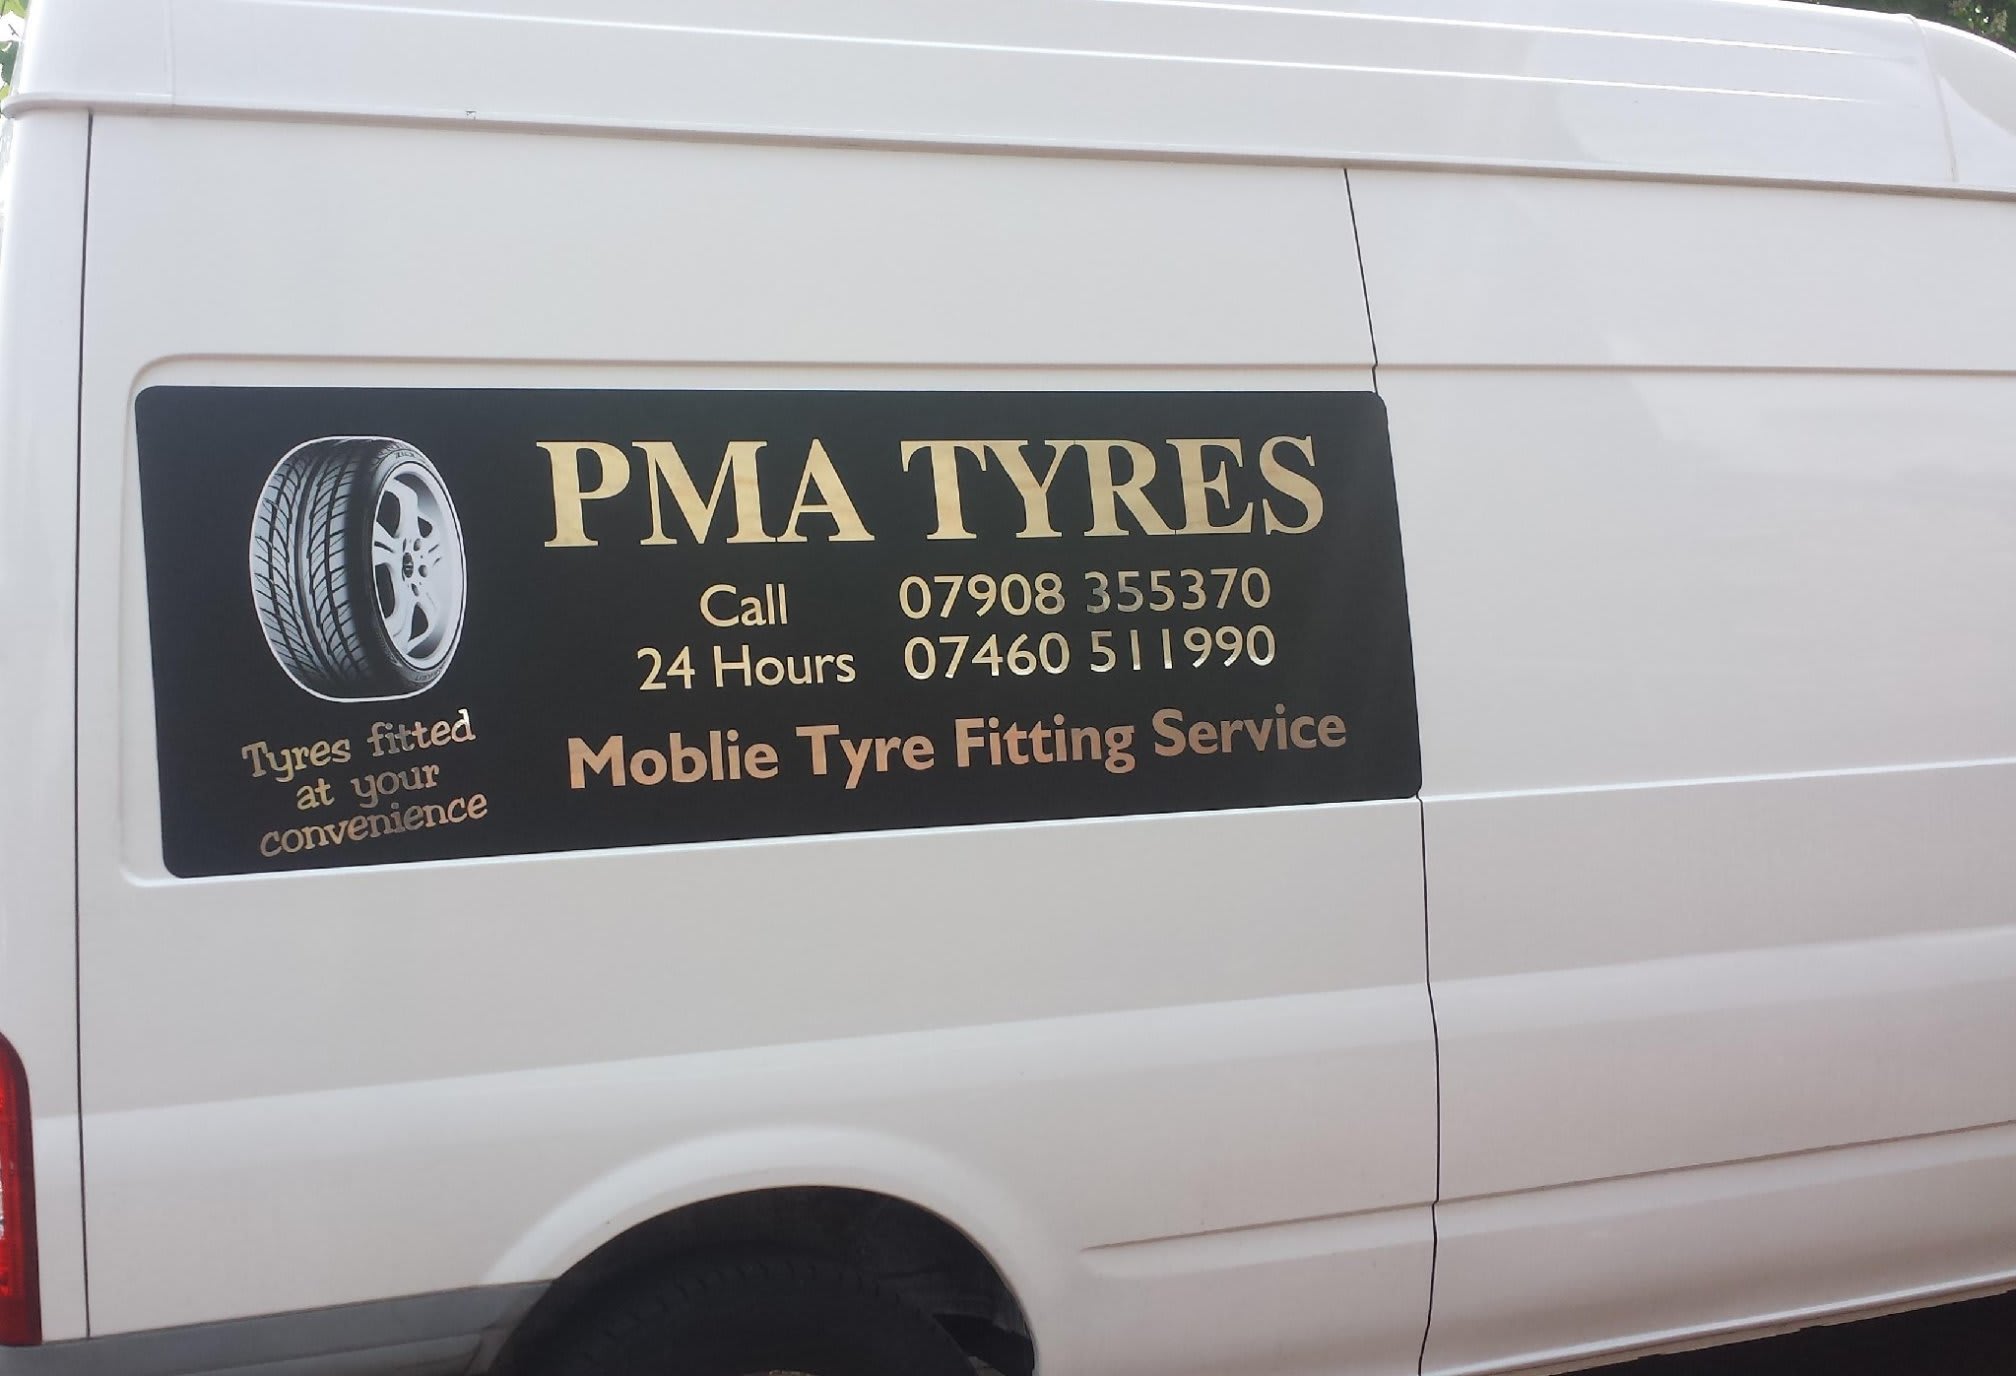 PMA TYRES
Call 07908 355370
24 Hours 07460 511990
Moblie Tyre Fitting Service
Tyres fitted
at your
convenience